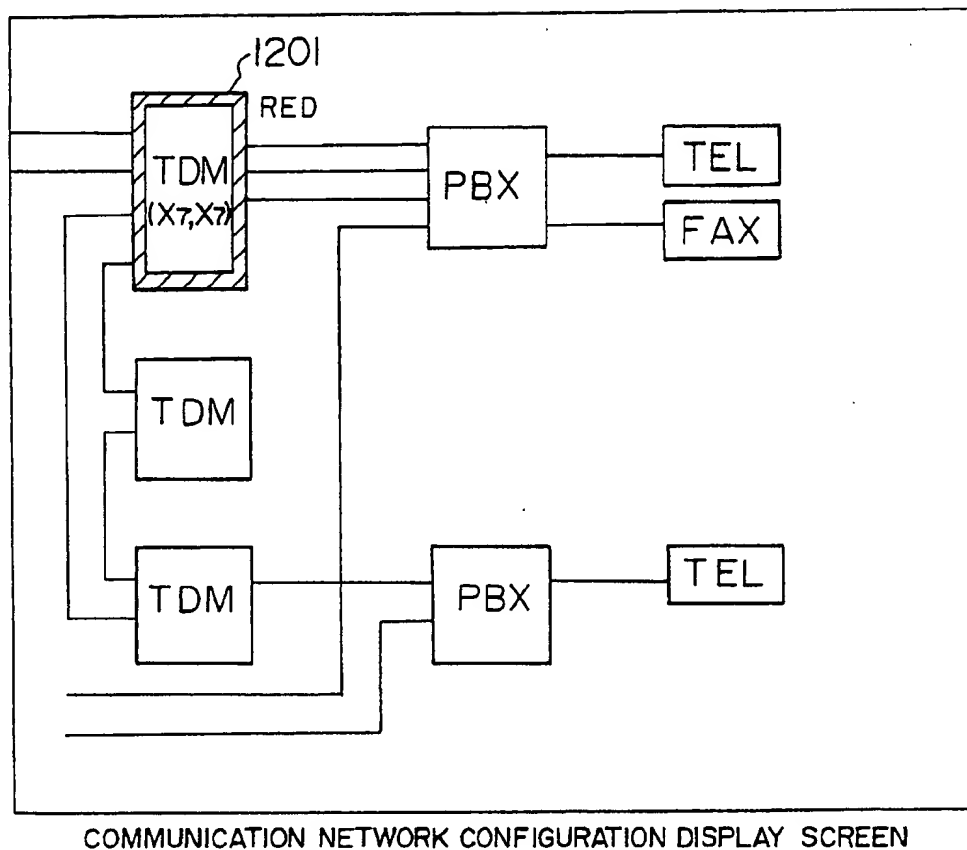 1201
RED
TDM
(X7,X7)
PBX
TEL
FAX
TDM
TDM
PBX
TEL
COMMUNICATION NETWORK CONFIGURATION DISPLAY SCREEN